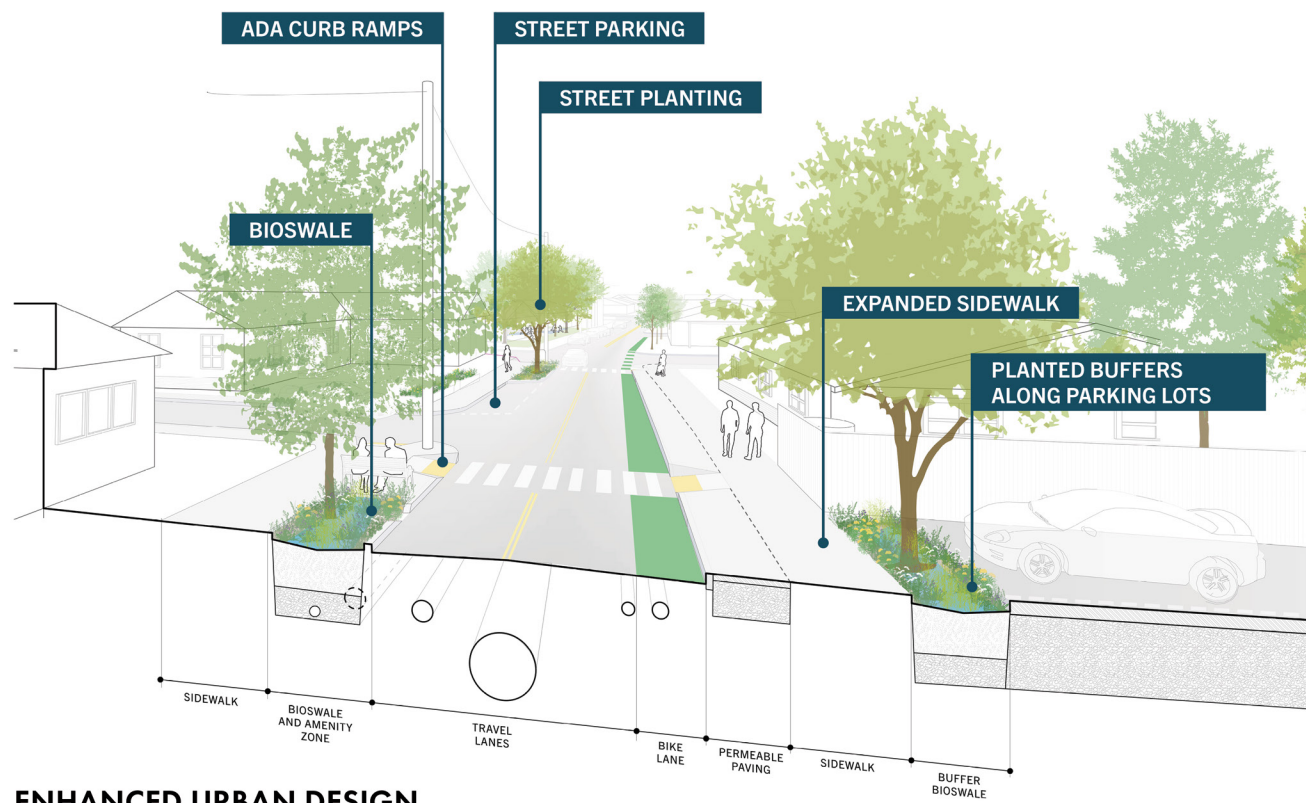 ADA CURB RAMPS
STREET PARKING
STREET PLANTING
BIOSWALE
EXPANDED SIDEWALK
PLANTED BUFFERS
ALONG PARKING LOTS
SIDEWALK
BIOSWALE
AND AMENITY
ZONE
TRAVEL
LANES
BIKE
LANE
PERMEABLE
PAVING
SIDEWALK
BUFFER
BIOSWALE
ENHANCED URBAN DESIGN